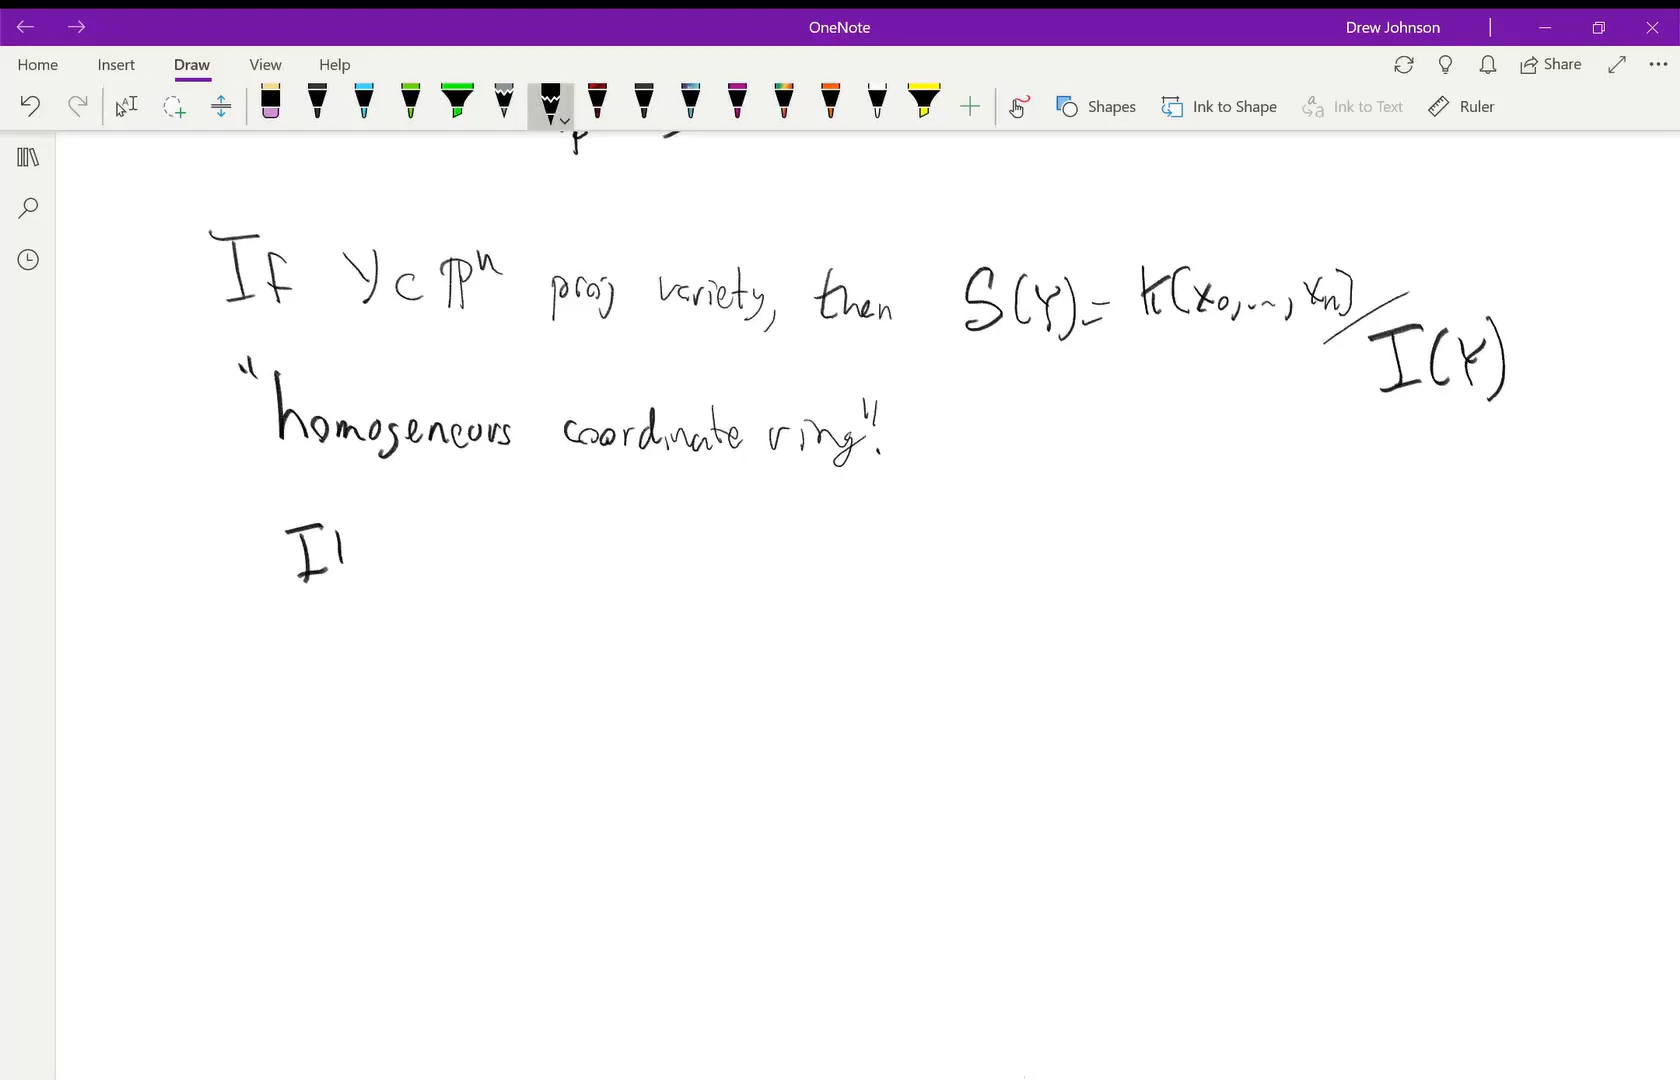 OneNote
Drew Johnson
Home Insert Draw View Help
Share
Shapes Ink to Shape Ink to Text Ruler
If Y ⊂ ℙⁿ proj variety, then S(Y) = k[x₀, ..., xₙ] / I(Y)
"homogeneous coordinate ring".